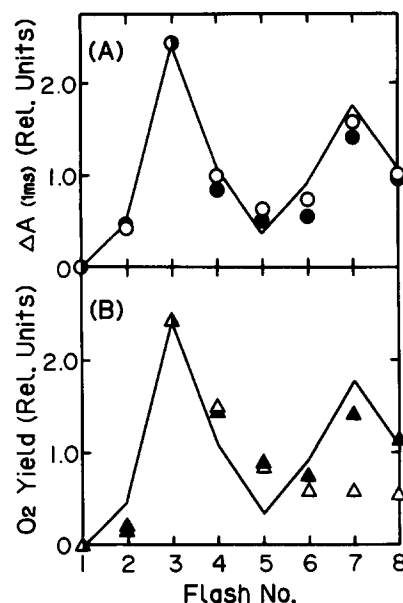 (A)
ΔA (1ms) (Rel. Units)
2.0
1.0
0
(B)
O2 Yield (Rel. Units)
2.0
1.0
0
1 2 3 4 5 6 7 8
Flash No.